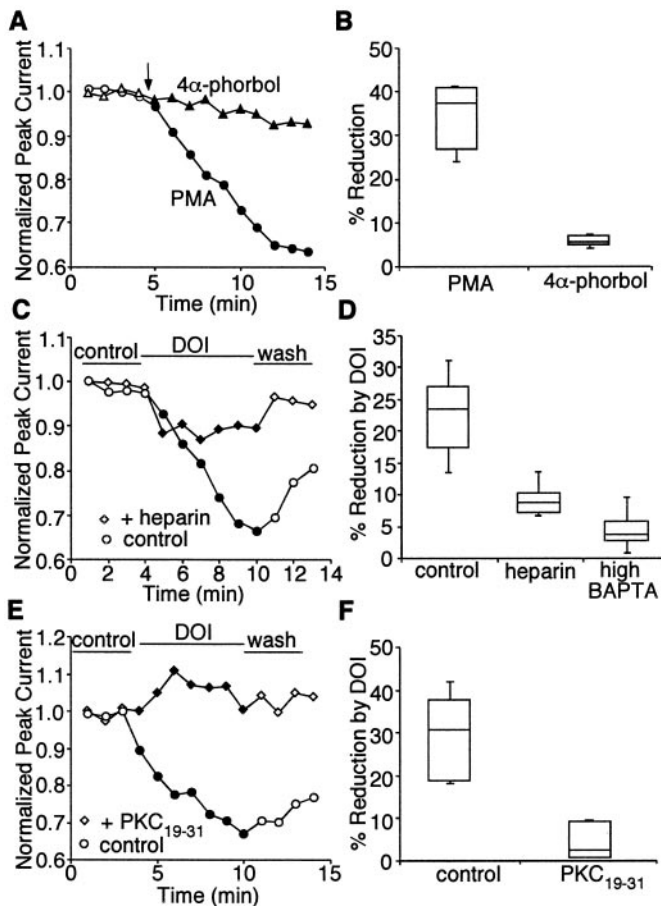 A
Normalized Peak Current
1.1
1.0
0.9
0.8
0.7
0.6
4α-phorbol
PMA
0 5 10 15
Time (min)
B
% Reduction
50
40
30
20
10
0
PMA 4α-phorbol
C
Normalized Peak Current
1.1
1.0
0.9
0.8
0.7
0.6
control DOI wash
+ heparin
control
0 2 4 6 8 10 12 14
Time (min)
D
% Reduction by DOI
35
30
25
20
15
10
5
0
control heparin high
BAPTA
E
Normalized Peak Current
1.2
1.1
1.0
0.9
0.8
0.7
0.6
control DOI wash
+ PKC19-31
control
0 5 10 15
Time (min)
F
% Reduction by DOI
50
40
30
20
10
0
control PKC19-31